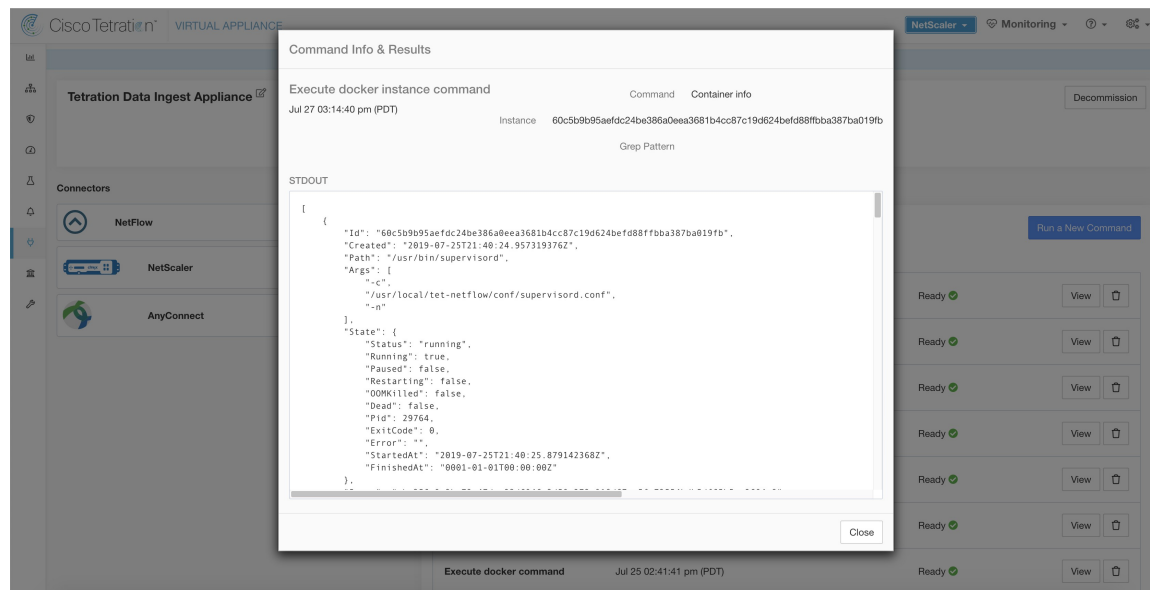 Cisco Tetration™ VIRTUAL APPLIANCE
NetScaler
Monitoring
Tetration Data Ingest Appliance
Decommission
Connectors
NetFlow
NetScaler
AnyConnect
Run a New Command
Command Info & Results
Execute docker instance command
Jul 27 03:14:40 pm (PDT)
Command Container info
Instance 60c5b9b95aefdc24be386a0eea3681b4cc87c19d624befd88ffbba387ba019fb
Grep Pattern
STDOUT
[
{
"Id": "60c5b9b95aefdc24be386a0eea3681b4cc87c19d624befd88ffbba387ba019fb",
"Created": "2019-07-25T21:40:24.957319376Z",
"Path": "/usr/bin/supervisord",
"Args": [
"-c",
"/usr/local/tet-netflow/conf/supervisord.conf",
"-n"
],
"State": {
"Status": "running",
"Running": true,
"Paused": false,
"Restarting": false,
"OOMKilled": false,
"Dead": false,
"Pid": 29764,
"ExitCode": 0,
"Error": "",
"StartedAt": "2019-07-25T21:40:25.879142368Z",
"FinishedAt": "0001-01-01T00:00:00Z"
},
Close
Ready View
Ready View
Ready View
Ready View
Ready View
Ready View
Execute docker command Jul 25 02:41:41 pm (PDT) Ready View